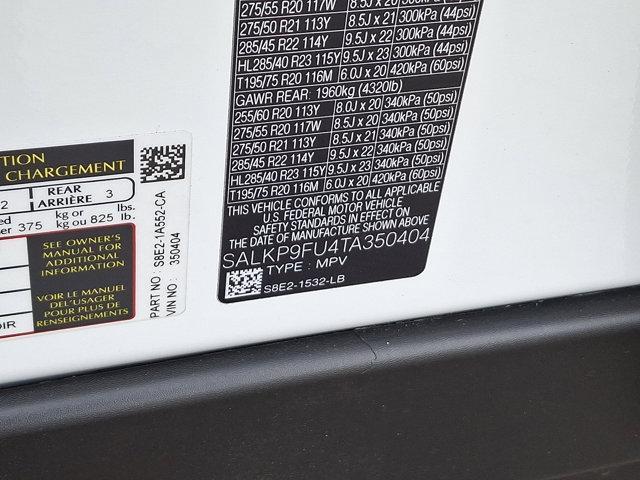 275/55 R20 117W 8.5J x 20 300kPa (44psi)
275/50 R21 113Y 8.5J x 21 300kPa (44psi)
285/45 R22 114Y 9.5J x 22 300kPa (44psi)
HL285/40 R23 115Y 9.5J x 23 300kPa (44psi)
T195/75 R20 116M 6.0J x 20 420kPa (60psi)
GAWR REAR: 1960kg (4320lb)
255/60 R20 113Y 8.0J x 20 340kPa (50psi)
275/55 R20 117W 8.5J x 20 340kPa (50psi)
275/50 R21 113Y 8.5J x 21 340kPa (50psi)
285/45 R22 114Y 9.5J x 22 340kPa (50psi)
HL285/40 R23 115Y 9.5J x 23 340kPa (50psi)
T195/75 R20 116M 6.0J x 20 420kPa (60psi)
THIS VEHICLE CONFORMS TO ALL APPLICABLE
U.S. FEDERAL MOTOR VEHICLE
SAFETY STANDARDS IN EFFECT ON THE
DATE OF MANUFACTURE SHOWN ABOVE
SALKP9FU4TA350404
TYPE : MPV
S8E2-1532-LB
CHARGEMENT
2 REAR ARRIÈRE 3
375 kg or kg ou 825 lbs. lb.
SEE OWNER'S
MANUAL FOR
ADDITIONAL
INFORMATION
VOIR LE MANUEL
DEL'USAGER
POUR PLUS DE
RENSEIGNEMENTS
PART NO : S8E2-1A552-CA
VIN NO : 350404